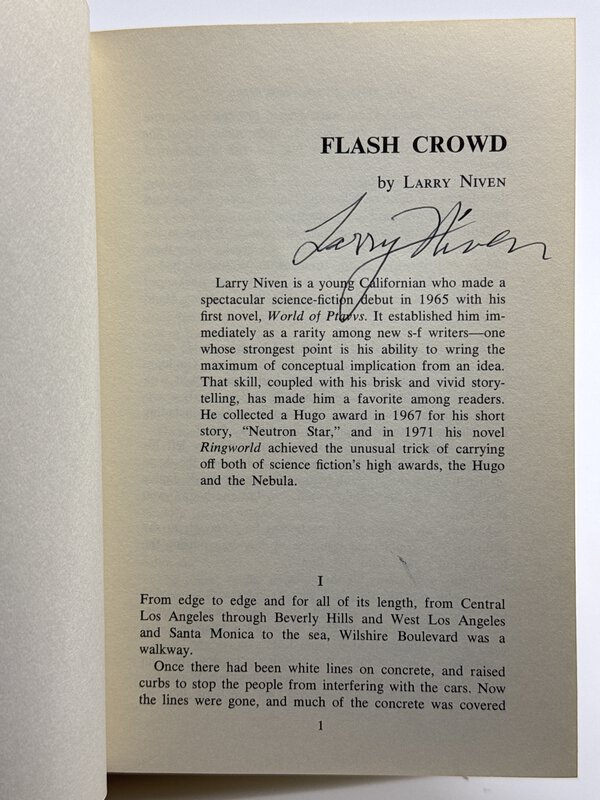 FLASH CROWD
by LARRY NIVEN
Larry Niven
Larry Niven is a young Californian who made a
spectacular science-fiction debut in 1965 with his
first novel, World of Ptavvs. It established him im-
mediately as a rarity among new s-f writers—one
whose strongest point is his ability to wring the
maximum of conceptual implication from an idea.
That skill, coupled with his brisk and vivid story-
telling, has made him a favorite among readers.
He collected a Hugo award in 1967 for his short
story, “Neutron Star,” and in 1971 his novel
Ringworld achieved the unusual trick of carrying
off both of science fiction's high awards, the Hugo
and the Nebula.
I
From edge to edge and for all of its length, from Central
Los Angeles through Beverly Hills and West Los Angeles
and Santa Monica to the sea, Wilshire Boulevard was a
walkway.
Once there had been white lines on concrete, and raised
curbs to stop the people from interfering with the cars. Now
the lines were gone, and much of the concrete was covered
1